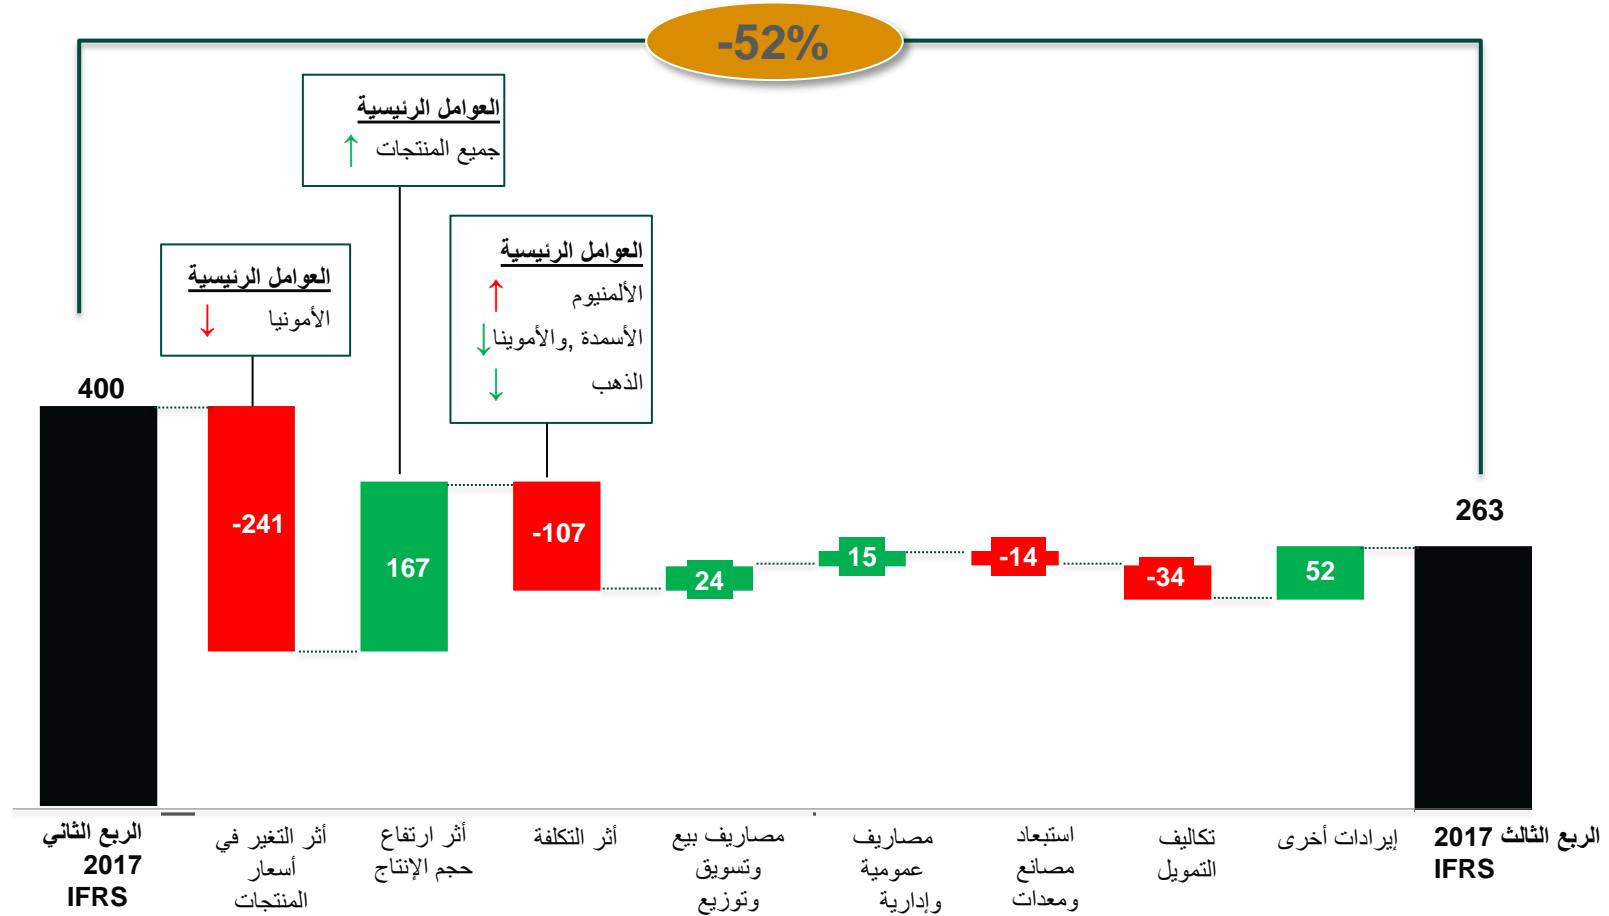 -52%
العوامل الرئيسية
جميع المنتجات ↑
العوامل الرئيسية
الألمنيوم ↑
الأسمدة ,والأموينا ↓
الذهب ↓
العوامل الرئيسية
الأمونيا ↓
400
-241
167
-107
24
15
-14
-34
52
263
الربع الثاني
2017
IFRS
أثر التغير في
أسعار
المنتجات
أثر ارتفاع
حجم الإنتاج
أثر التكلفة
مصاريف بيع
وتسويق
وتوزيع
مصاريف
عمومية
وإدارية
استبعاد
مصانع
ومعدات
تكاليف
التمويل
إيرادات أخرى
الربع الثالث 2017
IFRS